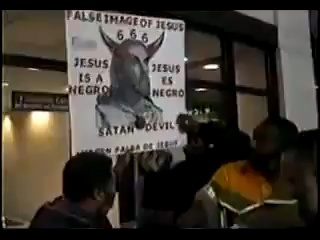 FALSE IMAGE OF JESUS
666
JESUS
IS A
NEGRO
JESUS
ES
NEGRO
SATAN DEVIL
FALSA DE JESUS